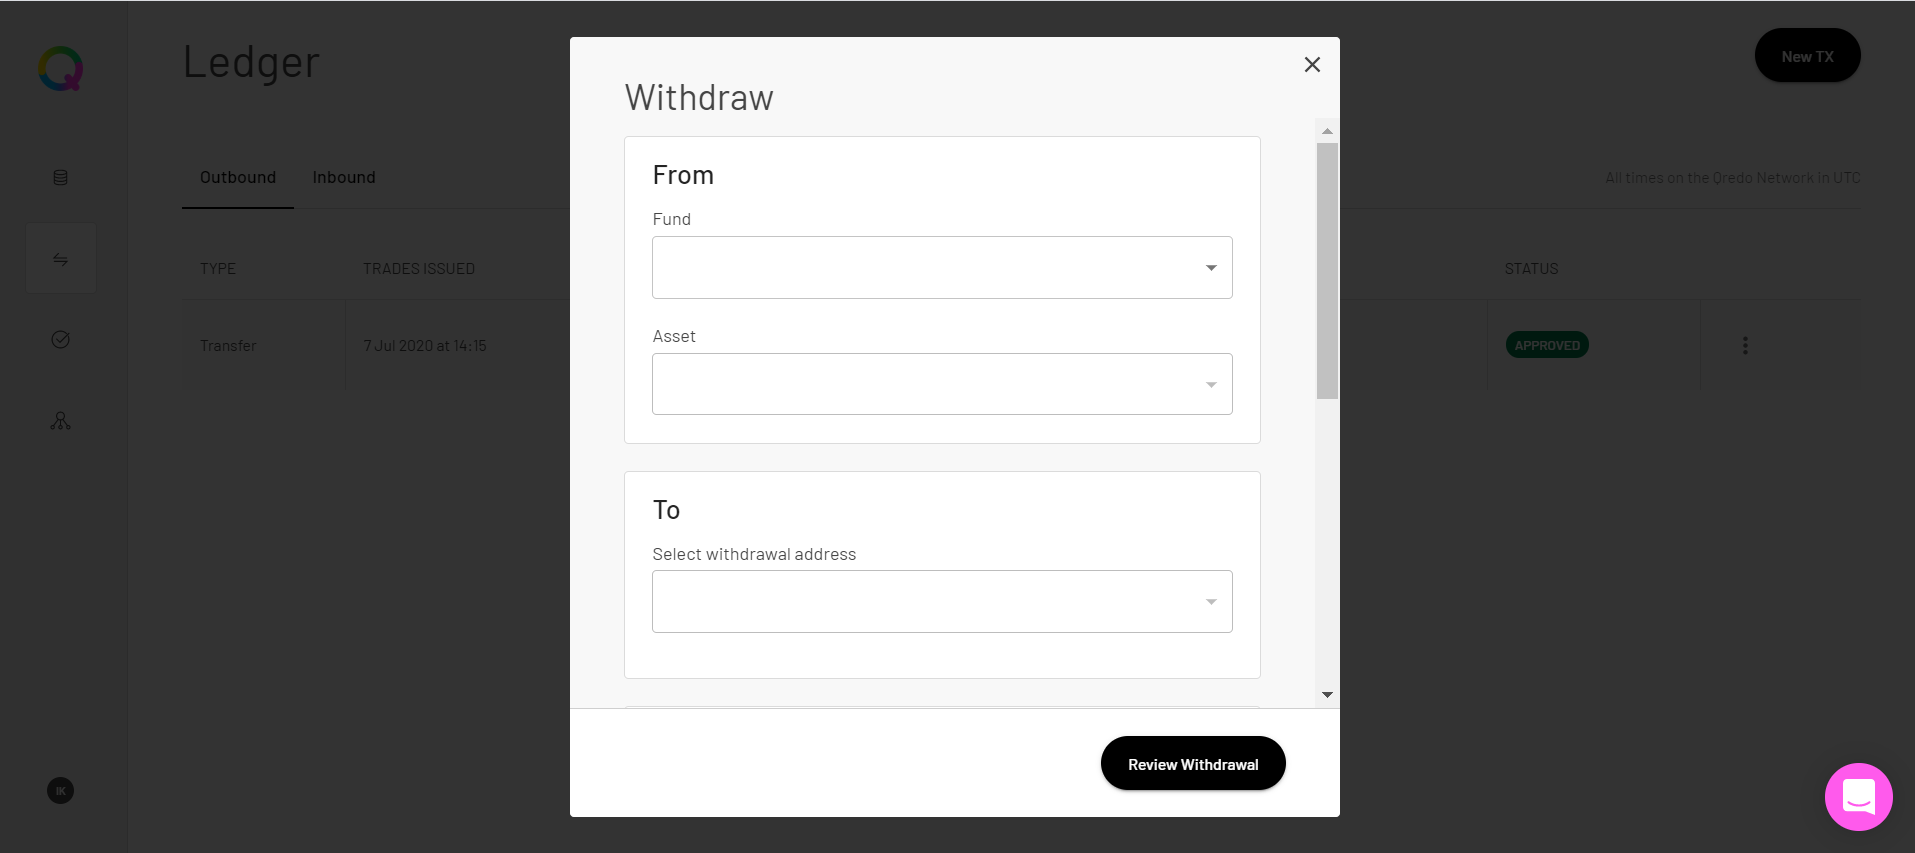 Ledger
New TX
Outbound Inbound
All times on the Qredo Network in UTC
TYPE TRADES ISSUED STATUS
Transfer 7 Jul 2020 at 14:15 APPROVED
IK
Withdraw
From
Fund
Asset
To
Select withdrawal address
Review Withdrawal